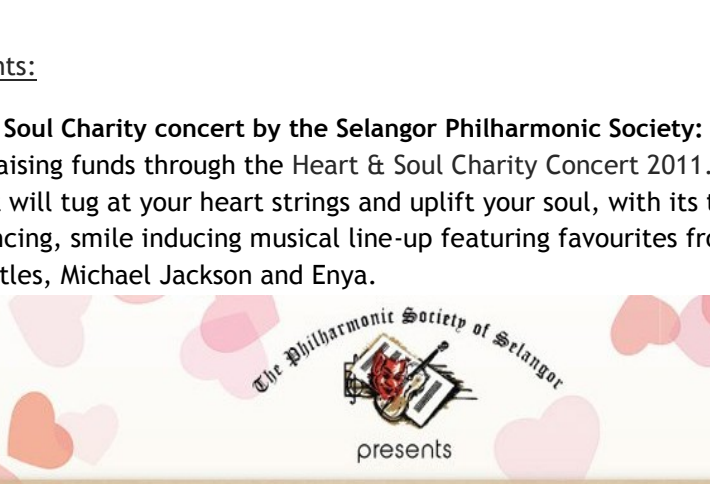 nts:
Soul Charity concert by the Selangor Philharmonic Society:
aising funds through the Heart & Soul Charity Concert 2011.
will tug at your heart strings and uplift your soul, with its t
ncing, smile inducing musical line-up featuring favourites fro
tles, Michael Jackson and Enya.
The Philharmonic Society of Selangor
presents